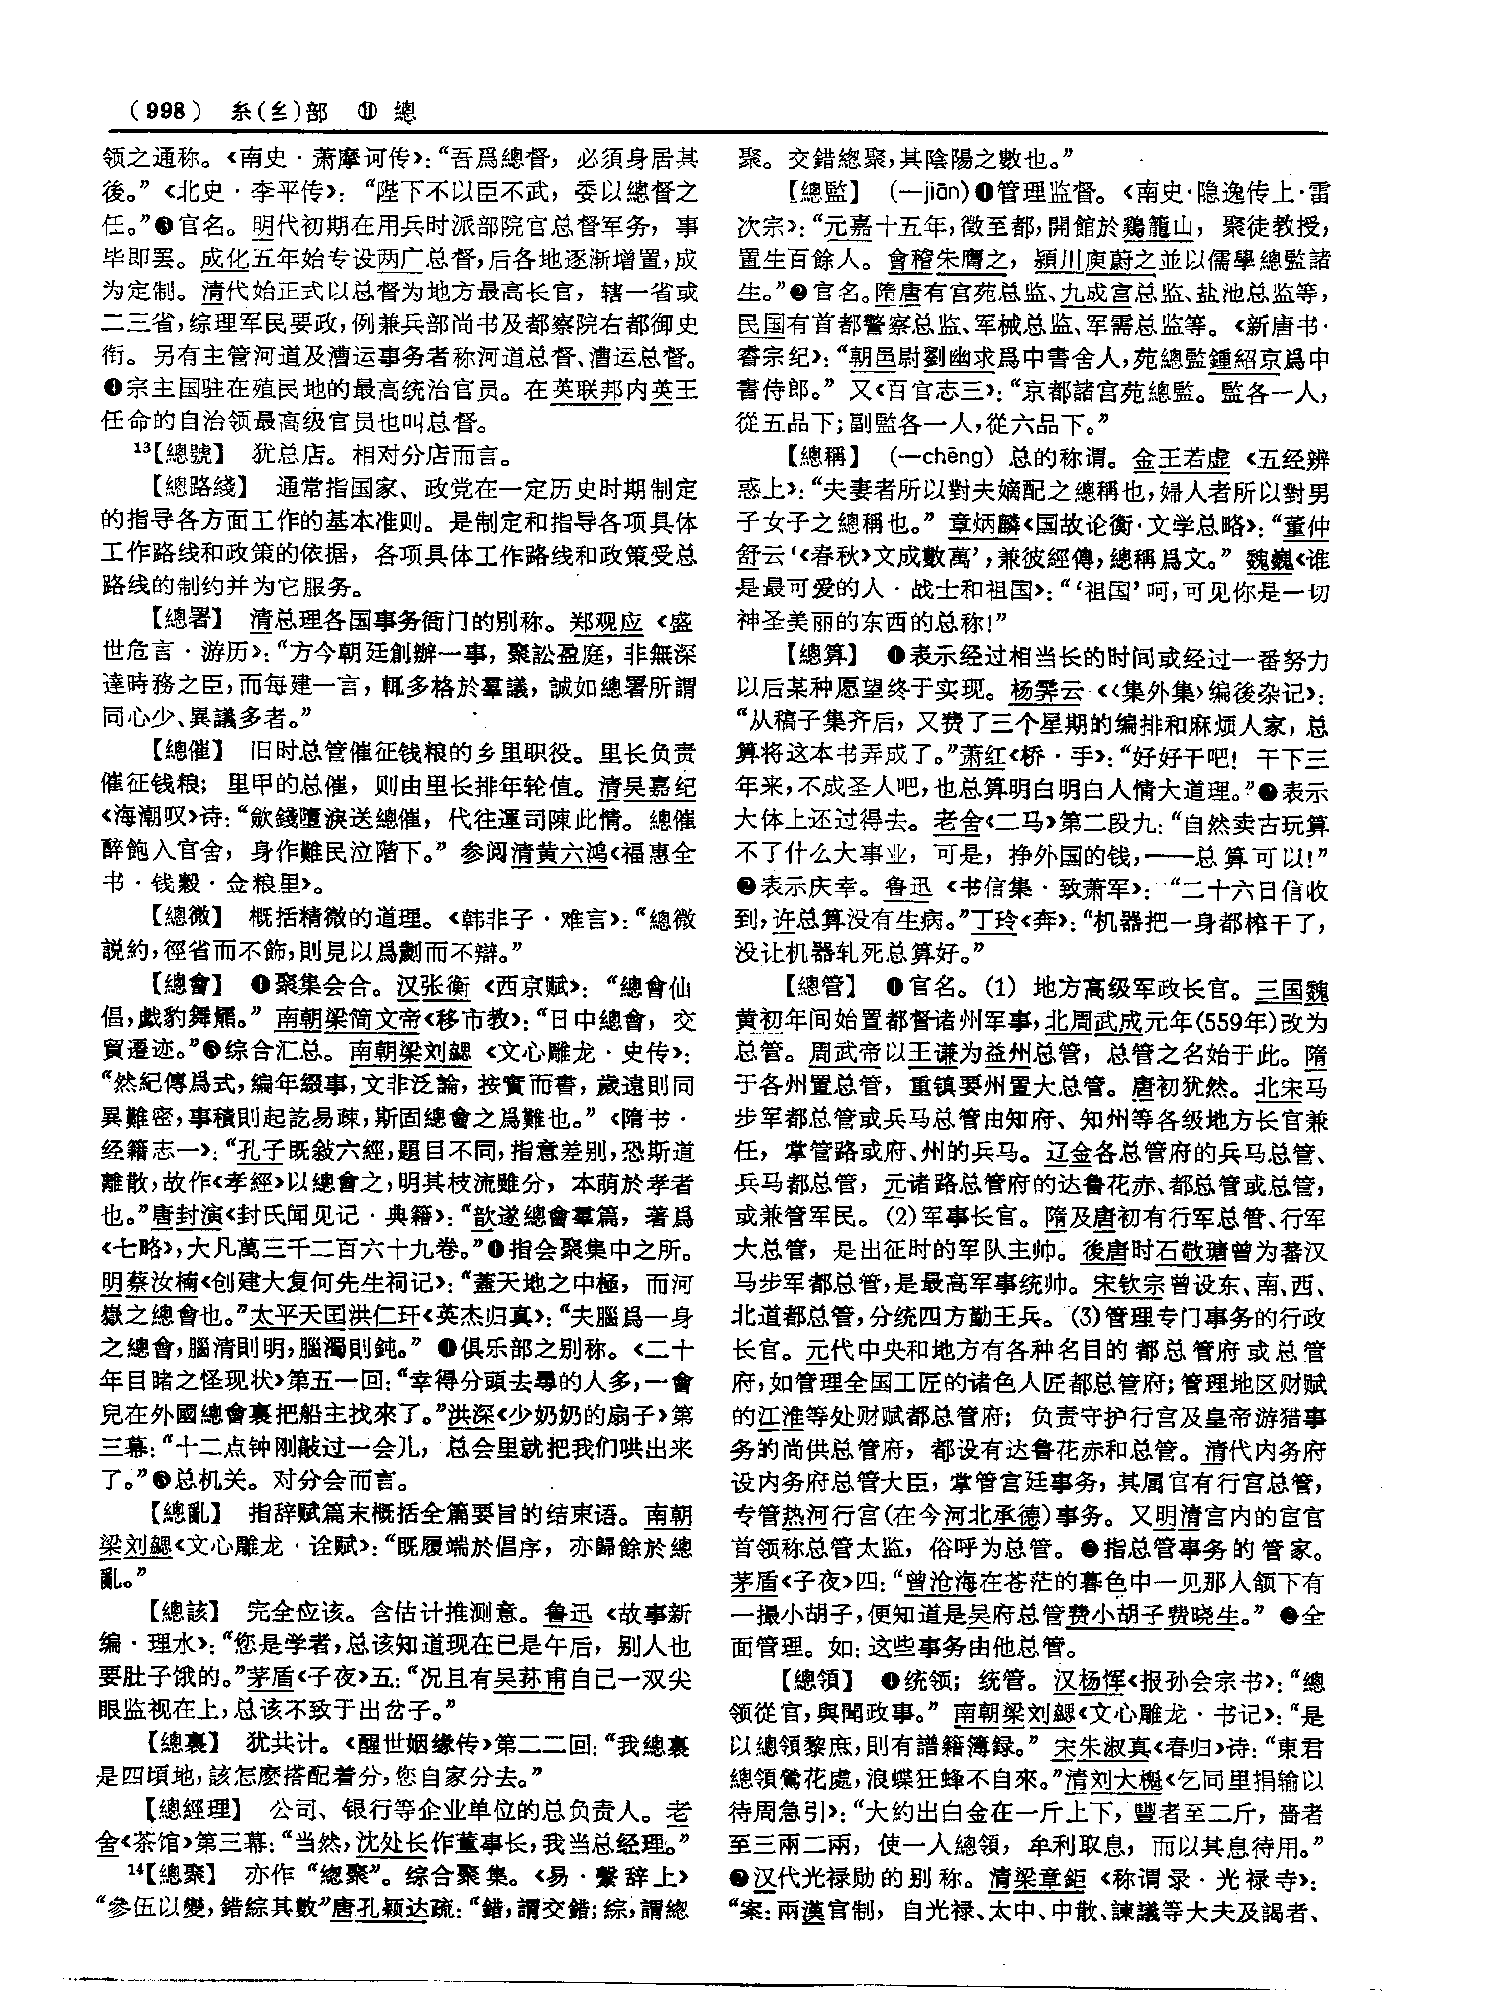 （998） 糸(纟)部 ⑪ 總
领之通称。《南史·萧摩诃传》：“吾爲總督，必須身居其
後。”《北史·李平传》：“陛下不以臣不武，委以總督之
任。”❸官名。明代初期在用兵时派部院官总督军务，事
毕即罢。成化五年始专设两广总督，后各地逐渐增置，成
为定制。清代始正式以总督为地方最高长官，辖一省或
二三省，综理军民要政，例兼兵部尚书及都察院右都御史
衔。另有主管河道及漕运事务者称河道总督、漕运总督。
❹宗主国驻在殖民地的最高统治官员。在英联邦内英王
任命的自治领最高级官员也叫总督。
13【總號】 犹总店。相对分店而言。
【總路綫】 通常指国家、政党在一定历史时期制定
的指导各方面工作的基本准则。是制定和指导各项具体
工作路线和政策的依据，各项具体工作路线和政策受总
路线的制约并为它服务。
【總署】 清总理各国事务衙门的别称。郑观应《盛
世危言·游历》：“方今朝廷創辦一事，聚訟盈庭，非無深
達時務之臣，而每建一言，輒多格於羣議，誠如總署所謂
同心少、異議多者。”
【總催】 旧时总管催征钱粮的乡里职役。里长负责
催征钱粮；里甲的总催，则由里长排年轮值。清吴嘉纪
《海潮叹》诗：“斂錢墮淚送總催，代往運司陳此情。總催
醉飽入官舍，身作難民泣階下。”参阅清黄六鸿《福惠全
书·钱穀·佥粮里》。
【總微】 概括精微的道理。《韩非子·难言》：“總微
説約，徑省而不飾，則見以爲劌而不辯。”
【總會】 ❶聚集会合。汉张衡《西京赋》：“總會仙
倡，戲豹舞羆。”南朝梁简文帝《移市教》：“日中總會，交
貿遷迹。”❷综合汇总。南朝梁刘勰《文心雕龙·史传》：
“然紀傳爲式，編年綴事，文非泛論，按實而書，歲遠則同
異難密，事積則起訖易疎，斯固總會之爲難也。”《隋书·
经籍志一》：“孔子既敍六經，題目不同，指意差别，恐斯道
離散，故作《孝經》以總會之，明其枝流雖分，本萌於孝者
也。”唐封演《封氏闻见记·典籍》：“歆遂總會羣篇，著爲
《七略》，大凡萬三千二百六十九卷。”❸指会聚集中之所。
明蔡汝楠《创建大复何先生祠记》：“蓋天地之中極，而河
嶽之總會也。”太平天囯洪仁玕《英杰归真》：“夫腦爲一身
之總會，腦清則明，腦濁則鈍。”❹俱乐部之别称。《二十
年目睹之怪现状》第五一回：“幸得分頭去尋的人多，一會
兒在外國總會裏把船主找來了。”洪深《少奶奶的扇子》第
三幕：“十二点钟刚敲过一会儿，总会里就把我们哄出来
了。”❺总机关。对分会而言。
【總亂】 指辞赋篇末概括全篇要旨的结束语。南朝
梁刘勰《文心雕龙·诠赋》：“既履端於倡序，亦歸餘於總
亂。”
【總該】 完全应该。含估计推测意。鲁迅《故事新
编·理水》：“您是学者，总该知道现在已是午后，别人也
要肚子饿的。”茅盾《子夜》五：“况且有吴荪甫自己一双尖
眼监视在上，总该不致于出岔子。”
【總裏】 犹共计。《醒世姻缘传》第二二回：“我總裏
是四頃地，該怎麽搭配着分，您自家分去。”
【總經理】 公司、银行等企业单位的总负责人。老
舍《茶馆》第三幕：“当然，沈处长作董事长，我当总经理。”
14【總聚】 亦作“緫聚”。综合聚集。《易·繫辞上》
“參伍以變，錯綜其數”唐孔颖达疏：“錯，謂交錯；綜，謂總
聚。交錯緫聚，其陰陽之數也。”
【總監】 （—jiān）❶管理监督。《南史·隐逸传上·雷
次宗》：“元嘉十五年，徵至都，開館於鷄籠山，聚徒教授，
置生百餘人。會稽朱膺之，潁川庾蔚之並以儒學總監諸
生。”❷官名。隋唐有宫苑总监、九成宫总监、盐池总监等，
民国有首都警察总监、军械总监、军需总监等。《新唐书·
睿宗纪》：“朝邑尉劉幽求爲中書舍人，苑總監鍾紹京爲中
書侍郎。”又《百官志三》：“京都諸宫苑總監。監各一人，
從五品下；副監各一人，從六品下。”
【總稱】 （—chēng） 总的称谓。金王若虚《五经辨
惑上》：“夫妻者所以對夫嫡配之總稱也，婦人者所以對男
子女子之總稱也。”章炳麟《国故论衡·文学总略》：“董仲
舒云‘《春秋》文成數萬’，兼彼經傳，總稱爲文。”魏巍《谁
是最可爱的人·战士和祖国》：“‘祖国’呵，可见你是一切
神圣美丽的东西的总称！”
【總算】 ❶表示经过相当长的时间或经过一番努力
以后某种愿望终于实现。杨霁云《〈集外集〉编後杂记》：
“从稿子集齐后，又费了三个星期的编排和麻烦人家，总
算将这本书弄成了。”萧红《桥·手》：“好好干吧！干下三
年来，不成圣人吧，也总算明白明白人情大道理。”❷表示
大体上还过得去。老舍《二马》第二段九：“自然卖古玩算
不了什么大事业，可是，挣外国的钱，——总算可以！”
❸表示庆幸。鲁迅《书信集·致萧军》：“二十六日信收
到，许总算没有生病。”丁玲《奔》：“机器把一身都榨干了，
没让机器轧死总算好。”
【總管】 ❶官名。（1）地方高级军政长官。三国魏
黄初年间始置都督诸州军事，北周武成元年（559年）改为
总管。周武帝以王谦为益州总管，总管之名始于此。隋
于各州置总管，重镇要州置大总管。唐初犹然。北宋马
步军都总管或兵马总管由知府、知州等各级地方长官兼
任，掌管路或府、州的兵马。辽金各总管府的兵马总管、
兵马都总管，元诸路总管府的达鲁花赤、都总管或总管，
或兼管军民。（2）军事长官。隋及唐初有行军总管、行军
大总管，是出征时的军队主帅。後唐时石敬瑭曾为蕃汉
马步军都总管，是最高军事统帅。宋钦宗曾设东、南、西、
北道都总管，分统四方勤王兵。（3）管理专门事务的行政
长官。元代中央和地方有各种名目的都总管府或总管
府，如管理全国工匠的诸色人匠都总管府；管理地区财赋
的江淮等处财赋都总管府；负责守护行宫及皇帝游猎事
务的尚供总管府，都设有达鲁花赤和总管。清代内务府
设内务府总管大臣，掌管宫廷事务，其属官有行宫总管，
专管热河行宫（在今河北承德）事务。又明清宫内的宦官
首领称总管太监，俗呼为总管。❷指总管事务的管家。
茅盾《子夜》四：“曾沧海在苍茫的暮色中一见那人颔下有
一撮小胡子，便知道是吴府总管费小胡子费晓生。”❸全
面管理。如：这些事务由他总管。
【總領】 ❶统领；统管。汉杨恽《报孙会宗书》：“總
领從官，與聞政事。”南朝梁刘勰《文心雕龙·书记》：“是
以總領黎庶，則有譜籍簿録。”宋朱淑真《春归》诗：“東君
總領鶯花處，浪蝶狂蜂不自來。”清刘大櫆《乞同里捐输以
待周急引》：“大約出白金在一斤上下，豐者至二斤，嗇者
至三兩二兩，使一人總領，牟利取息，而以其息待用。”
❷汉代光禄勋的别称。清梁章鉅《称谓录·光禄寺》：
“案：兩漢官制，自光禄、太中、中散、諫議等大夫及謁者、